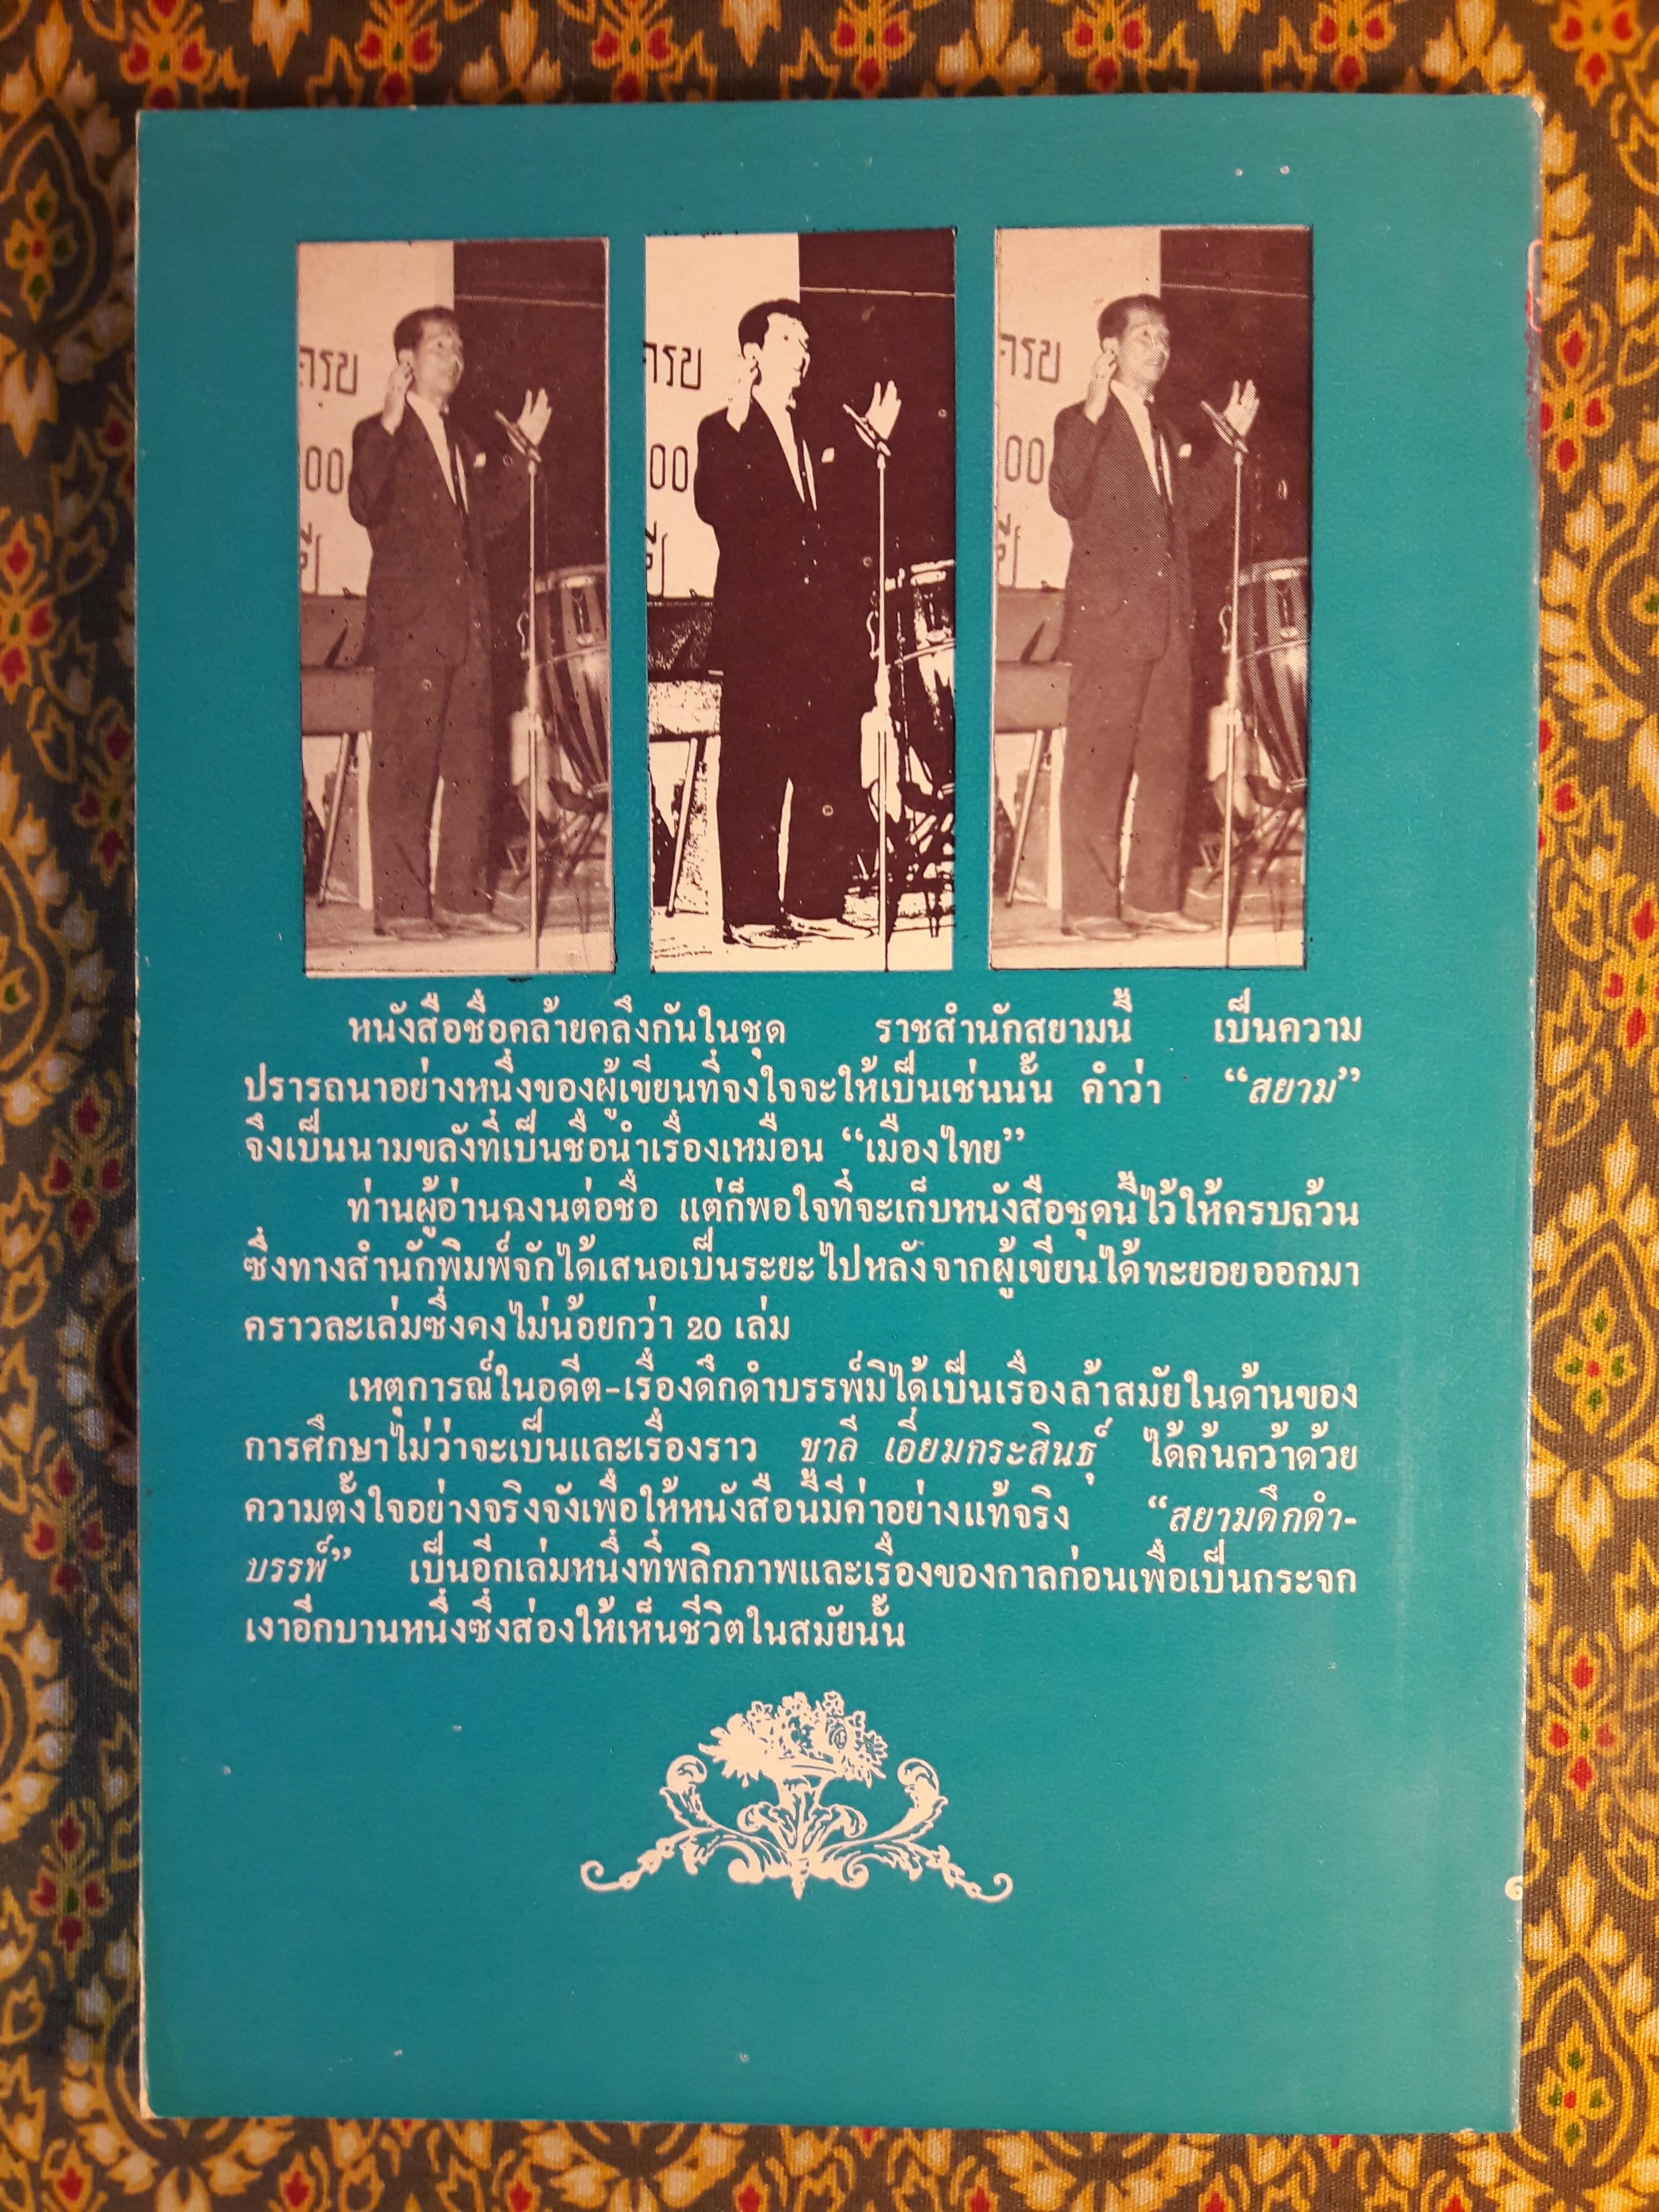 ครบ
00
ครบ
00
ครบ
00
หนังสือชื่อคล้ายคลึงกันในชุด ราชสำนักสยามนี้ เป็นความ
ปรารถนาอย่างหนึ่งของผู้เขียนที่จงใจจะให้เป็นเช่นนั้น คำว่า “สยาม”
จึงเป็นนามขลังที่เป็นชื่อนำเรื่องเหมือน “เมืองไทย”
ท่านผู้อ่านฉงนต่อชื่อ แต่ก็พอใจที่จะเก็บหนังสือชุดนี้ไว้ให้ครบถ้วน
ซึ่งทางสำนักพิมพ์จักได้เสนอเป็นระยะไปหลังจากผู้เขียนได้ทะยอยออกมา
คราวละเล่มซึ่งคงไม่น้อยกว่า 20 เล่ม
เหตุการณ์ในอดีต-เรื่องดึกดำบรรพ์มิได้เป็นเรื่องล้าสมัยในด้านของ
การศึกษาไม่ว่าจะเป็นและเรื่องราว ชาลี เอี่ยมกระสินธุ์ ได้ค้นคว้าด้วย
ความตั้งใจอย่างจริงจังเพื่อให้หนังสือนี้มีค่าอย่างแท้จริง “สยามดึกดำ-
บรรพ์” เป็นอีกเล่มหนึ่งที่พลิกภาพและเรื่องของกาลก่อนเพื่อเป็นกระจก
เงาอีกบานหนึ่งซึ่งส่องให้เห็นชีวิตในสมัยนั้น